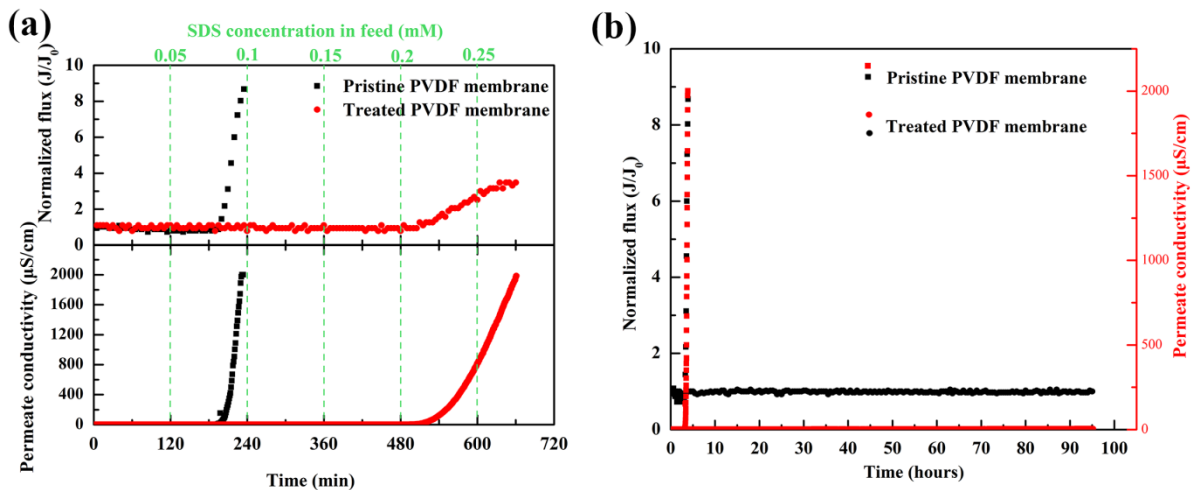 (a)
SDS concentration in feed (mM)
0.05 0.1 0.15 0.2 0.25
Normalized flux (J/J0)
10
8
6
4
2
0
Pristine PVDF membrane
Treated PVDF membrane
Permeate conductivity (μS/cm)
2000
1600
1200
800
400
0
0 120 240 360 480 600 720
Time (min)
(b)
Normalized flux (J/J0)
10
8
6
4
2
0
Pristine PVDF membrane
Treated PVDF membrane
2000
1500
1000
500
0
Permeate conductivity (μS/cm)
0 10 20 30 40 50 60 70 80 90 100
Time (hours)